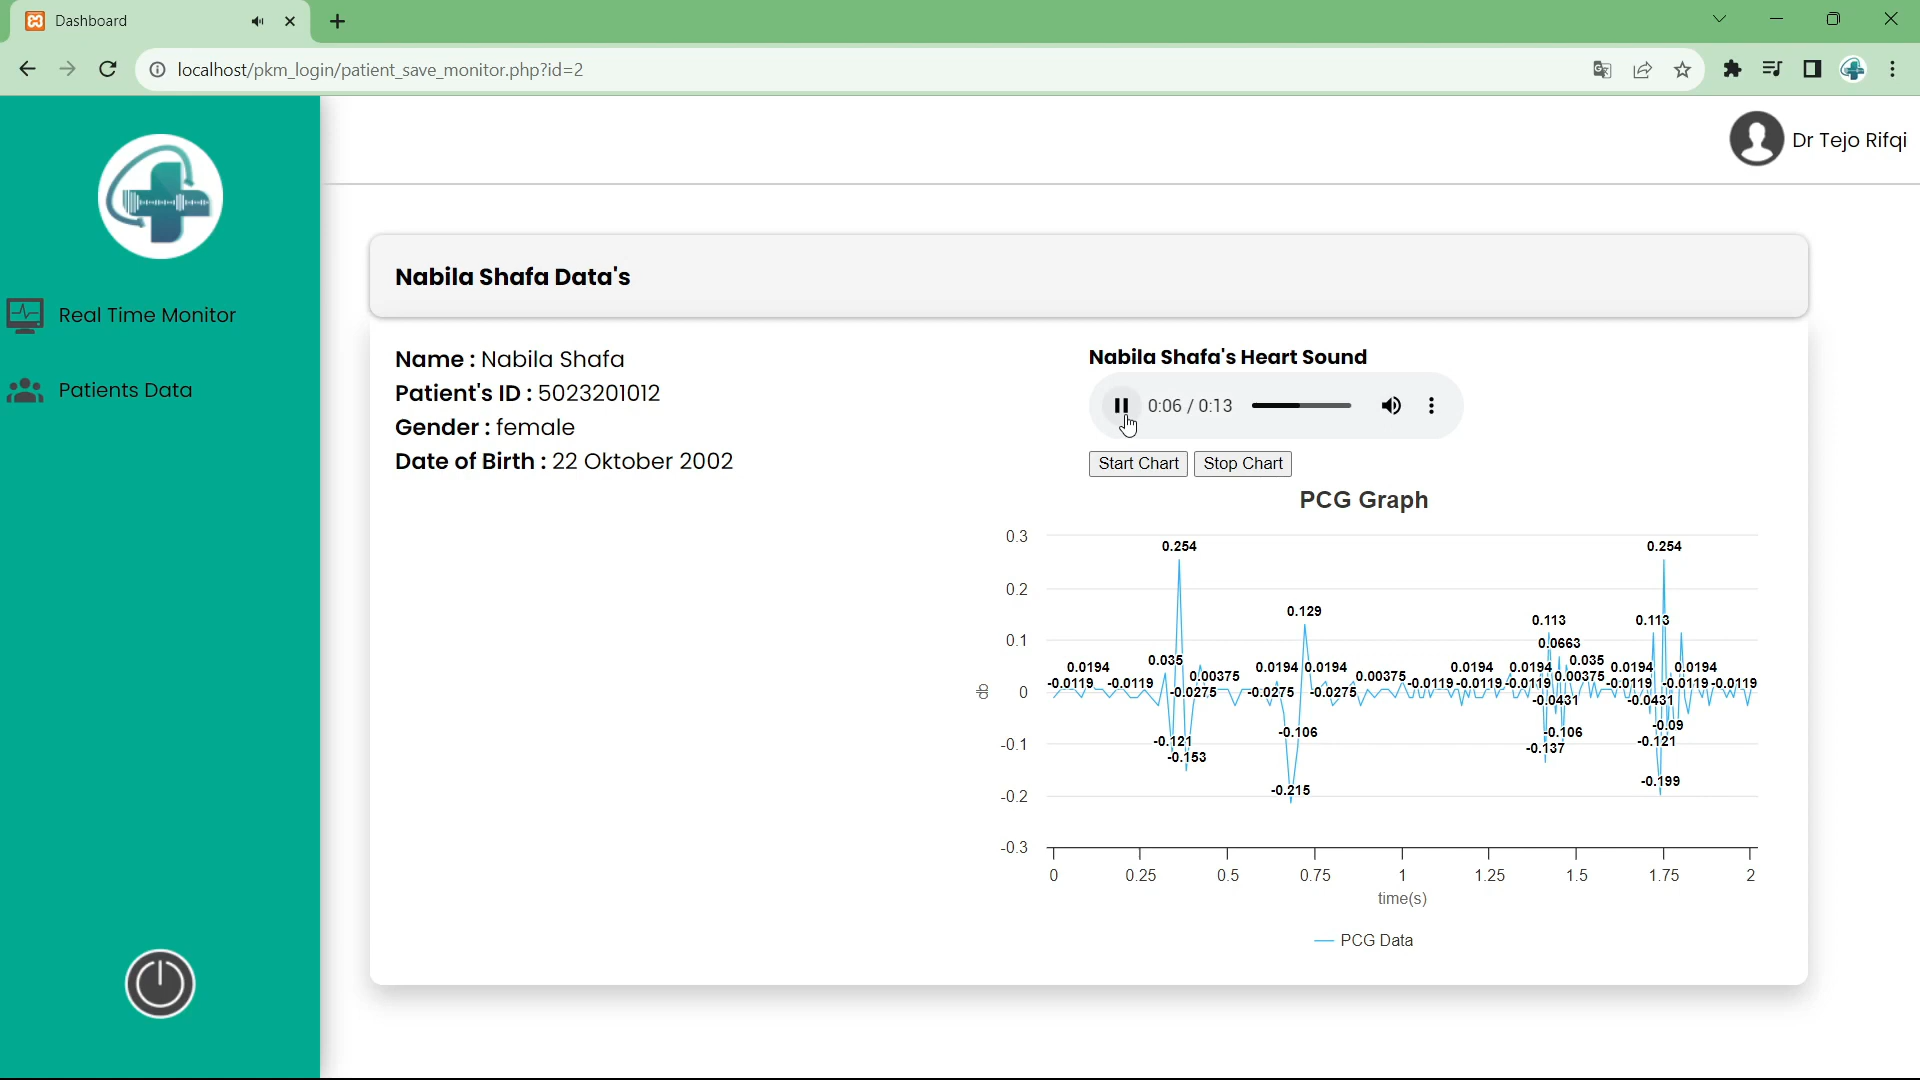 Dashboard
localhost/pkm_login/patient_save_monitor.php?id=2
Dr Tejo Rifqi
Real Time Monitor
Patients Data
Nabila Shafa Data's
Name : Nabila Shafa
Patient's ID : 5023201012
Gender : female
Date of Birth : 22 Oktober 2002
Nabila Shafa's Heart Sound
0:06 / 0:13
Start Chart Stop Chart
PCG Graph
0.3
0.254 0.254
0.2
0.129
0.113 0.113
0.1
0.0663
0.035 0.035
0.0194 0.0194 0.0194 0.0194 0.0194 0.0194 0.0194
0.00375 0.00375 0.00375
-0.0119 -0.0119 -0.0119 -0.0119 -0.0119 -0.0119 -0.0119 -0.0119
db
0
-0.0275 -0.0275 -0.0275
-0.0431 -0.0431
-0.09
-0.106 -0.106
-0.121 -0.121
-0.1
-0.137
-0.153
-0.199
-0.215
-0.2
-0.3
0 0.25 0.5 0.75 1 1.25 1.5 1.75 2
time(s)
PCG Data